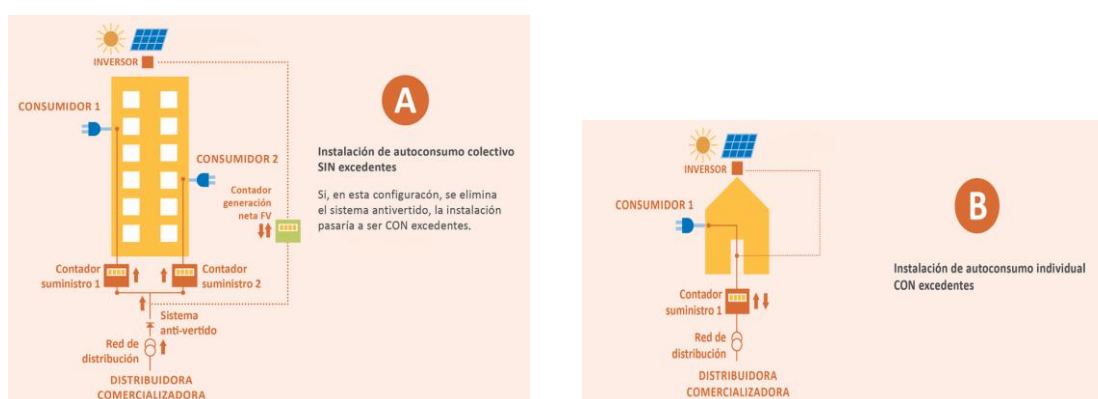 INVERSOR
CONSUMIDOR 1
CONSUMIDOR 2
Contador
generación
neta FV
Contador
suministro 1
Contador
suministro 2
Sistema
anti-vertido
Red de
distribución
DISTRIBUIDORA
COMERCIALIZADORA
A
Instalación de autoconsumo colectivo
SIN excedentes
Si, en esta configuracón, se elimina
el sistema antivertido, la instalación
pasaría a ser CON excedentes.
INVERSOR
CONSUMIDOR 1
Contador
suministro 1
Red de
distribución
DISTRIBUIDORA
COMERCIALIZADORA
B
Instalación de autoconsumo individual
CON excedentes